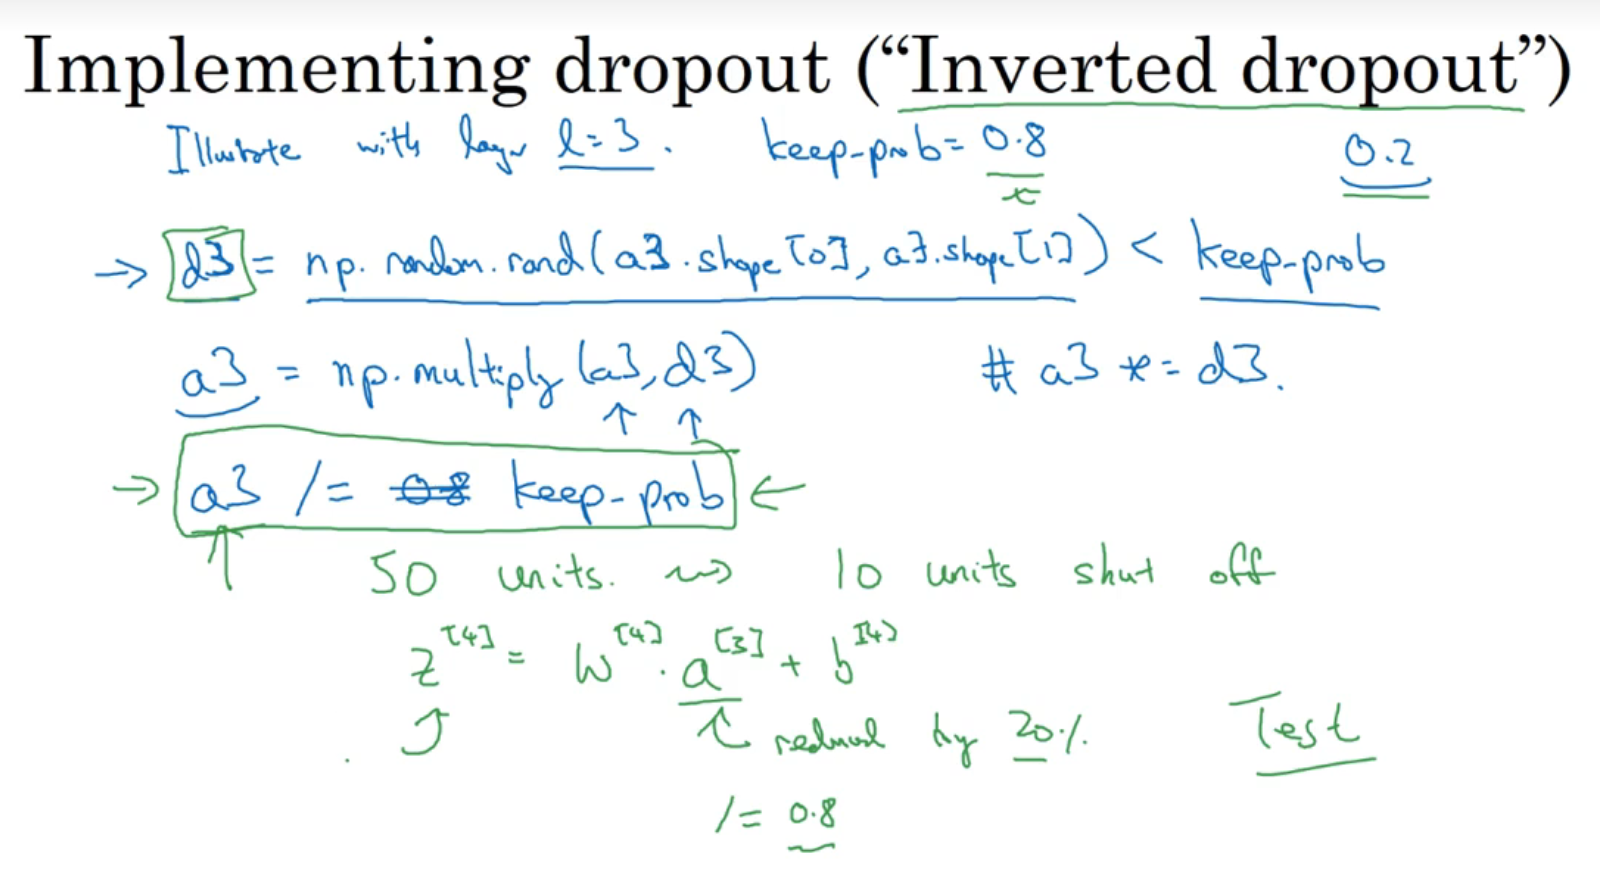 Implementing dropout (“Inverted dropout”)
Illustrate with layer l=3. keep-prob = 0.8 0.2
→ d3 = np.random.rand(a3.shape[0], a3.shape[1]) < keep-prob
a3 = np.multiply(a3, d3) # a3 *= d3.
→ a3 /= 0.8 keep-prob ←
50 units. ⇝ 10 units shut off
z^[4] = W^[4] · a^[3] + b^[4]
reduced by 20% Test
/= 0.8